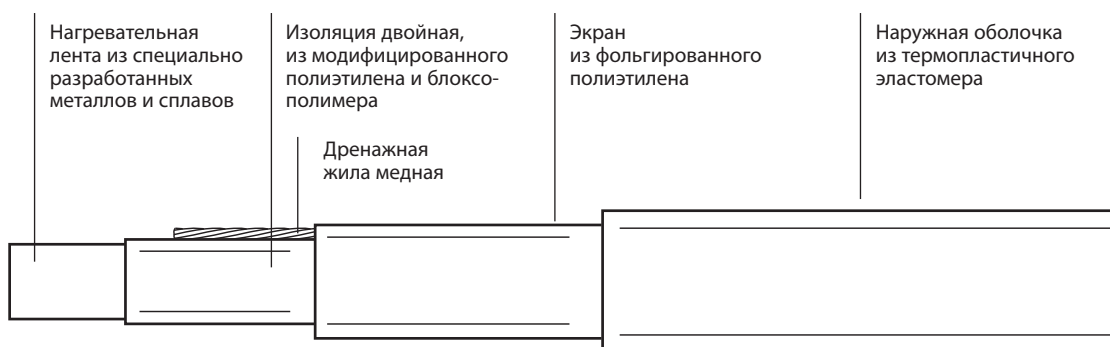 Нагревательная
лента из специально
разработанных
металлов и сплавов
Изоляция двойная,
из модифицированного
полиэтилена и блоксо-
полимера
Дренажная
жила медная
Экран
из фольгированного
полиэтилена
Наружная оболочка
из термопластичного
эластомера